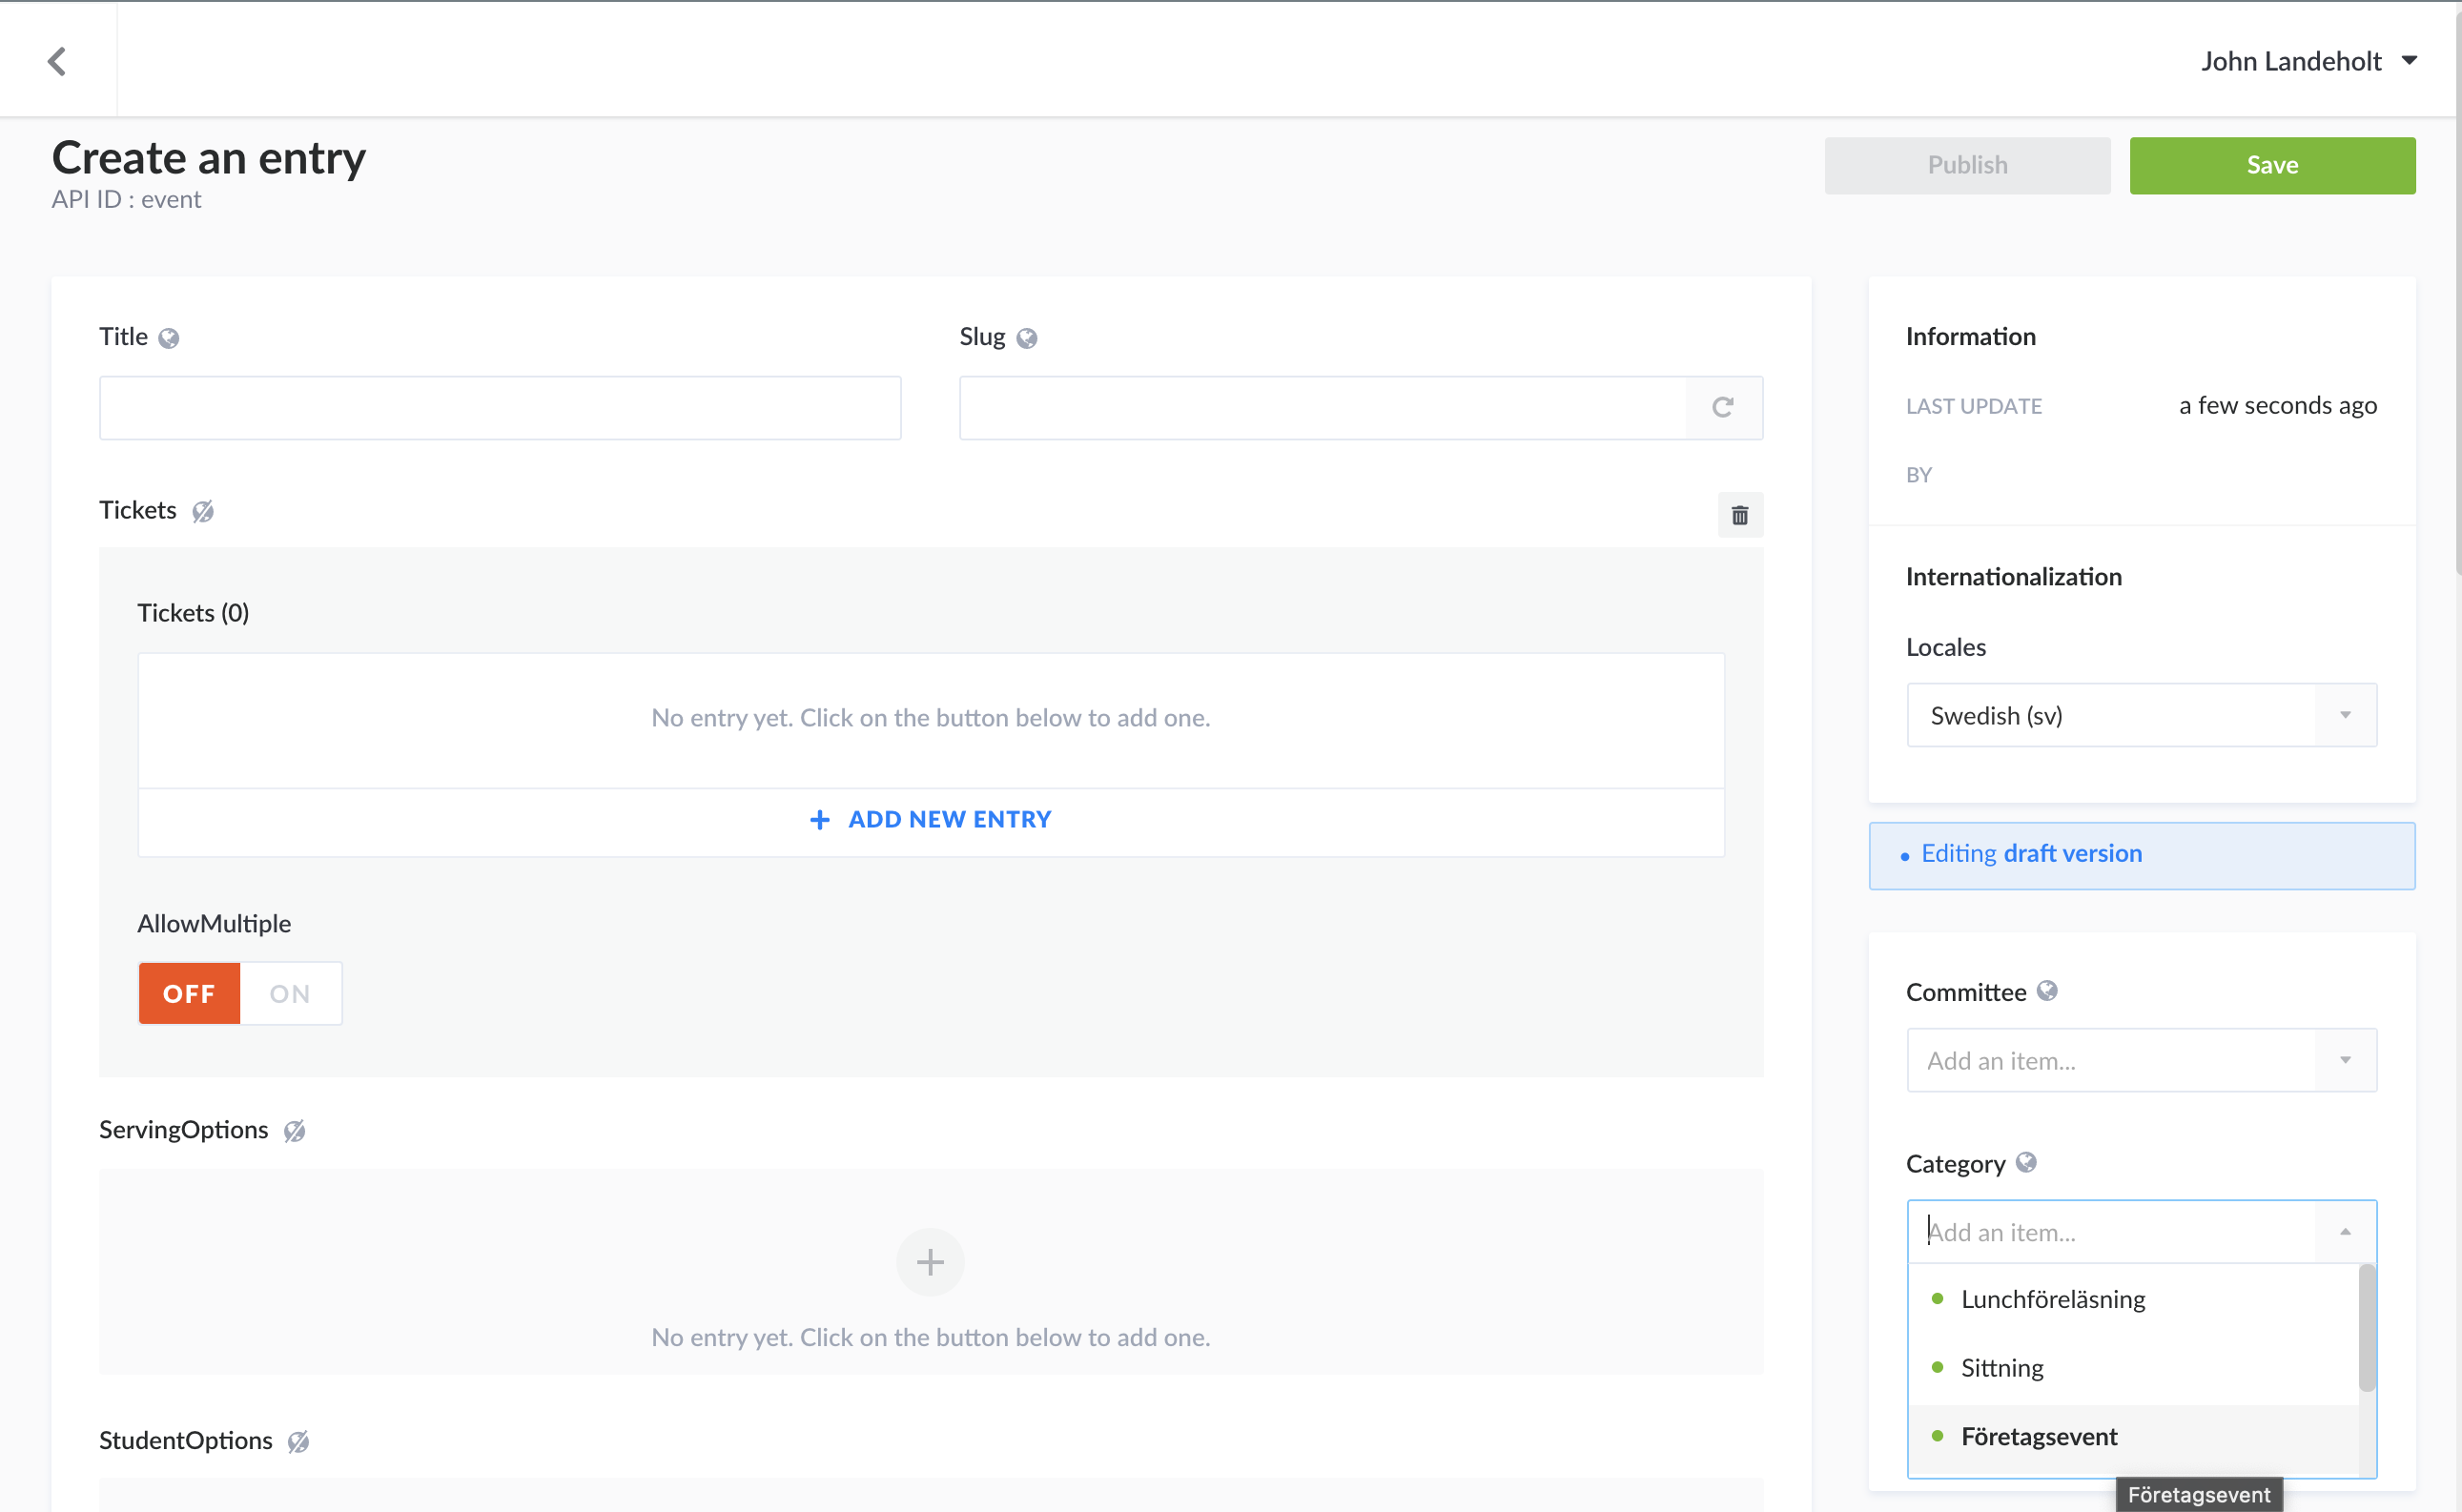 John Landeholt
Create an entry
API ID : event
Publish
Save
Title
Slug
Tickets
Tickets (0)
No entry yet. Click on the button below to add one.
ADD NEW ENTRY
AllowMultiple
OFF
ON
ServingOptions
No entry yet. Click on the button below to add one.
StudentOptions
Information
LAST UPDATE a few seconds ago
BY
Internationalization
Locales
Swedish (sv)
Editing draft version
Committee
Add an item...
Category
Add an item...
Lunchföreläsning
Sittning
Företagsevent
Företagsevent